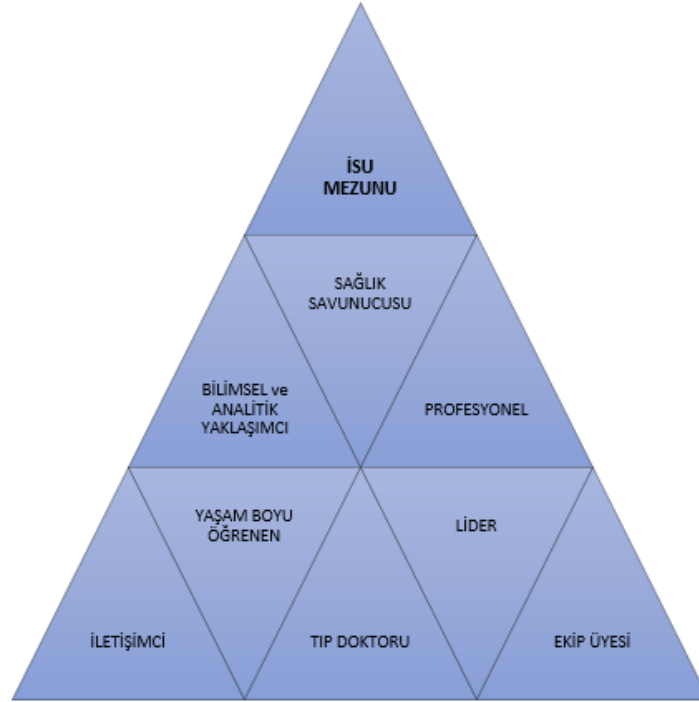 İSU
MEZUNU
SAĞLIK
SAVUNUCUSU
BİLİMSEL ve
ANALİTİK
YAKLAŞIMCI
PROFESYONEL
YAŞAM BOYU
ÖĞRENEN
LİDER
İLETİŞİMCİ
TIP DOKTORU
EKİP ÜYESİ